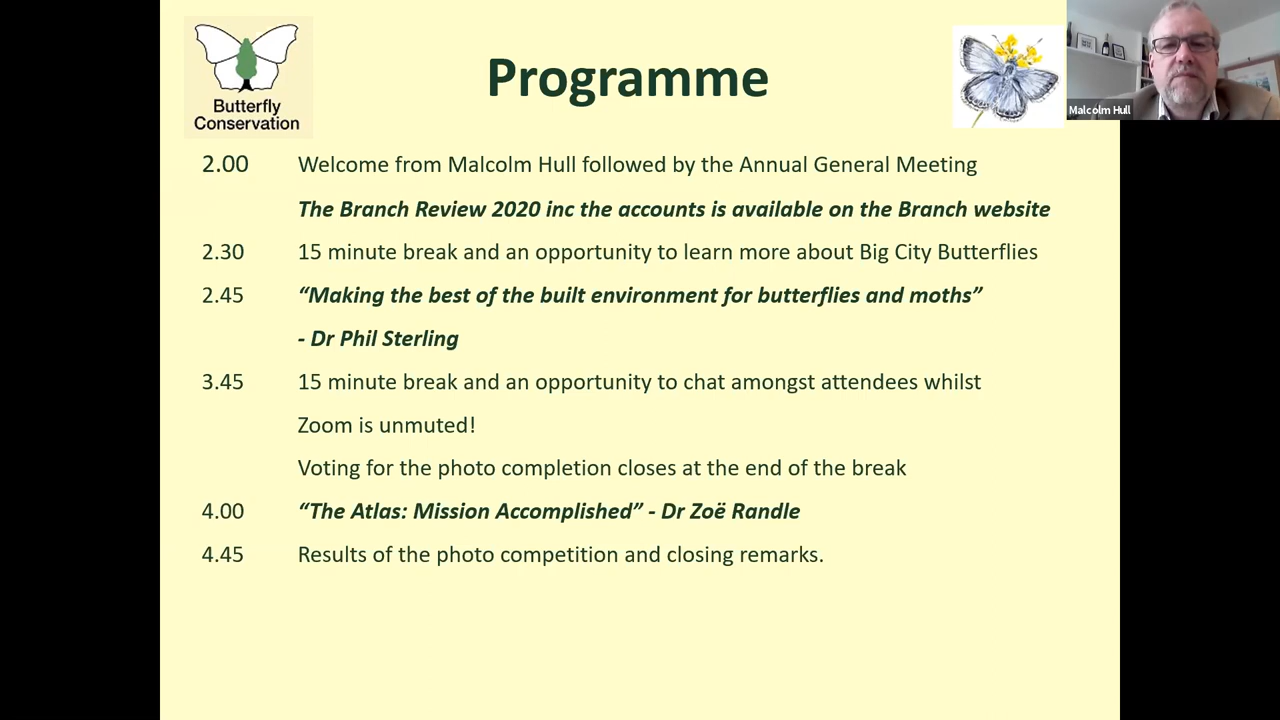 Butterfly
Conservation
Programme
Malcolm Hull
2.00 Welcome from Malcolm Hull followed by the Annual General Meeting
The Branch Review 2020 inc the accounts is available on the Branch website
2.30 15 minute break and an opportunity to learn more about Big City Butterflies
2.45 “Making the best of the built environment for butterflies and moths”
- Dr Phil Sterling
3.45 15 minute break and an opportunity to chat amongst attendees whilst
Zoom is unmuted!
Voting for the photo completion closes at the end of the break
4.00 “The Atlas: Mission Accomplished” - Dr Zoë Randle
4.45 Results of the photo competition and closing remarks.